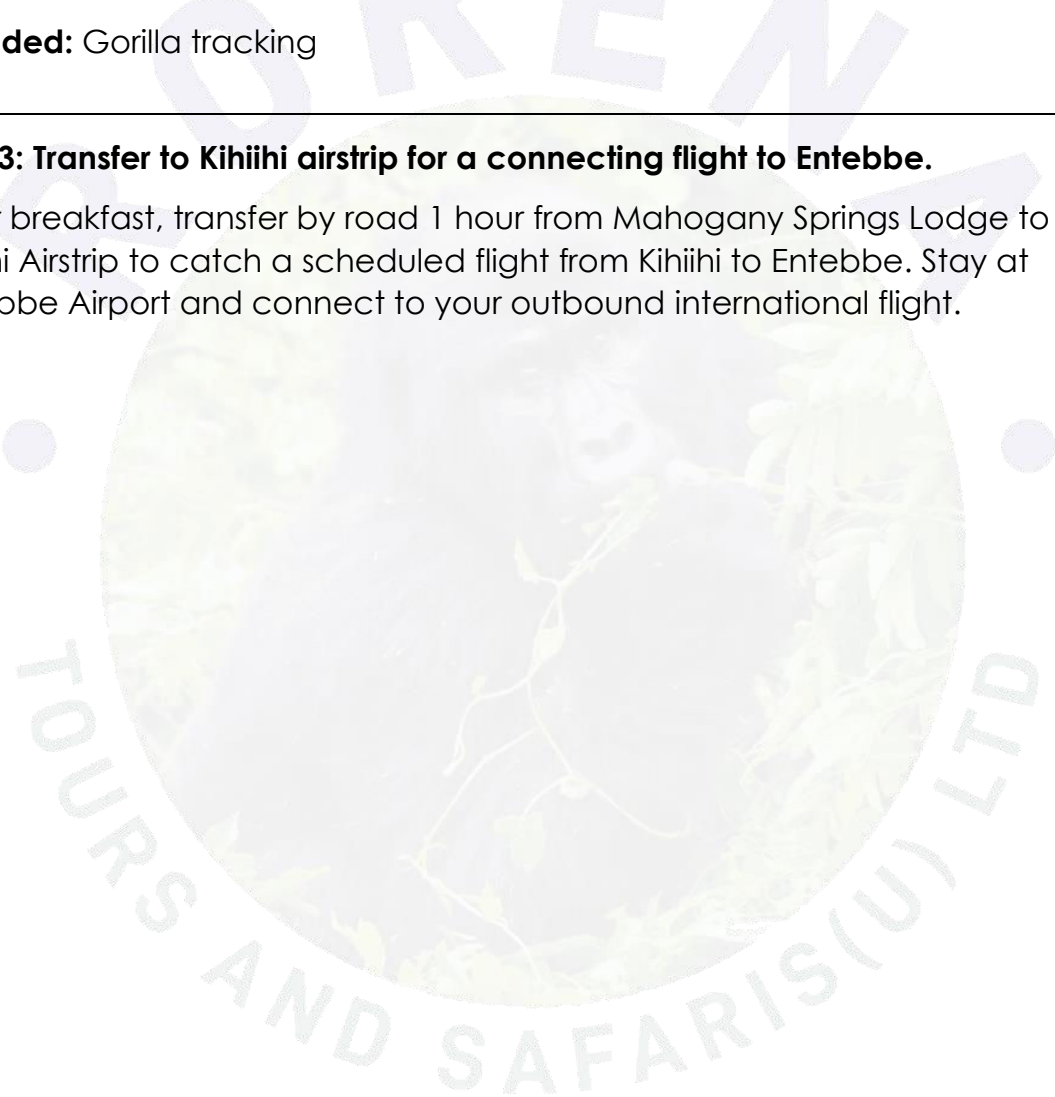 ded: Gorilla tracking
3: Transfer to Kihiihi airstrip for a connecting flight to Entebbe.
breakfast, transfer by road 1 hour from Mahogany Springs Lodge to
i Airstrip to catch a scheduled flight from Kihiihi to Entebbe. Stay at
bbe Airport and connect to your outbound international flight.
RORENA
TOURS AND SAFARIS(U) LTD